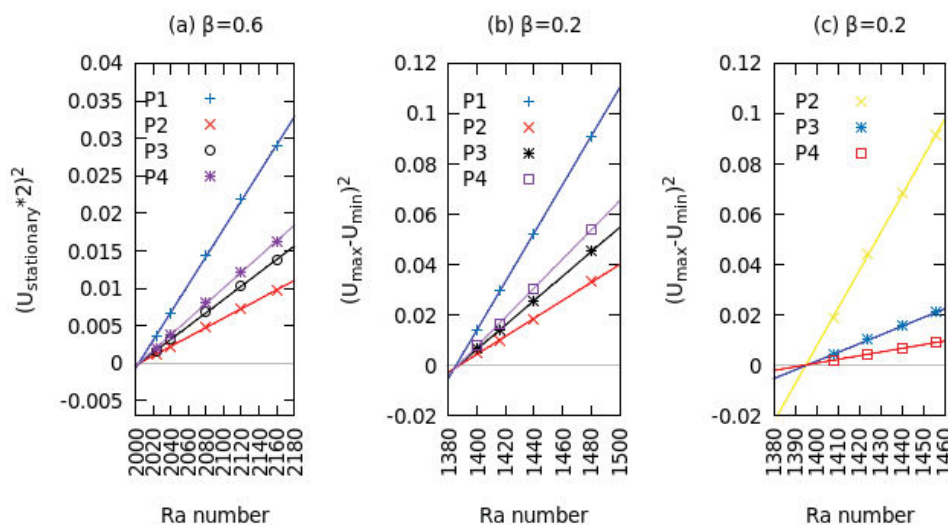 (a) β=0.6
(Ustationary*2)²
0.04
0.035
0.03
0.025
0.02
0.015
0.01
0.005
0
-0.005
P1
P2
P3
P4
2000
2020
2040
2060
2080
2100
2120
2140
2160
2180
Ra number
(b) β=0.2
(Umax-Umin)²
0.12
0.1
0.08
0.06
0.04
0.02
0
-0.02
P1
P2
P3
P4
1380
1400
1420
1440
1460
1480
1500
Ra number
(c) β=0.2
(Umax-Umin)²
0.12
0.1
0.08
0.06
0.04
0.02
0
-0.02
P2
P3
P4
1380
1390
1400
1410
1420
1430
1440
1450
1460
Ra number